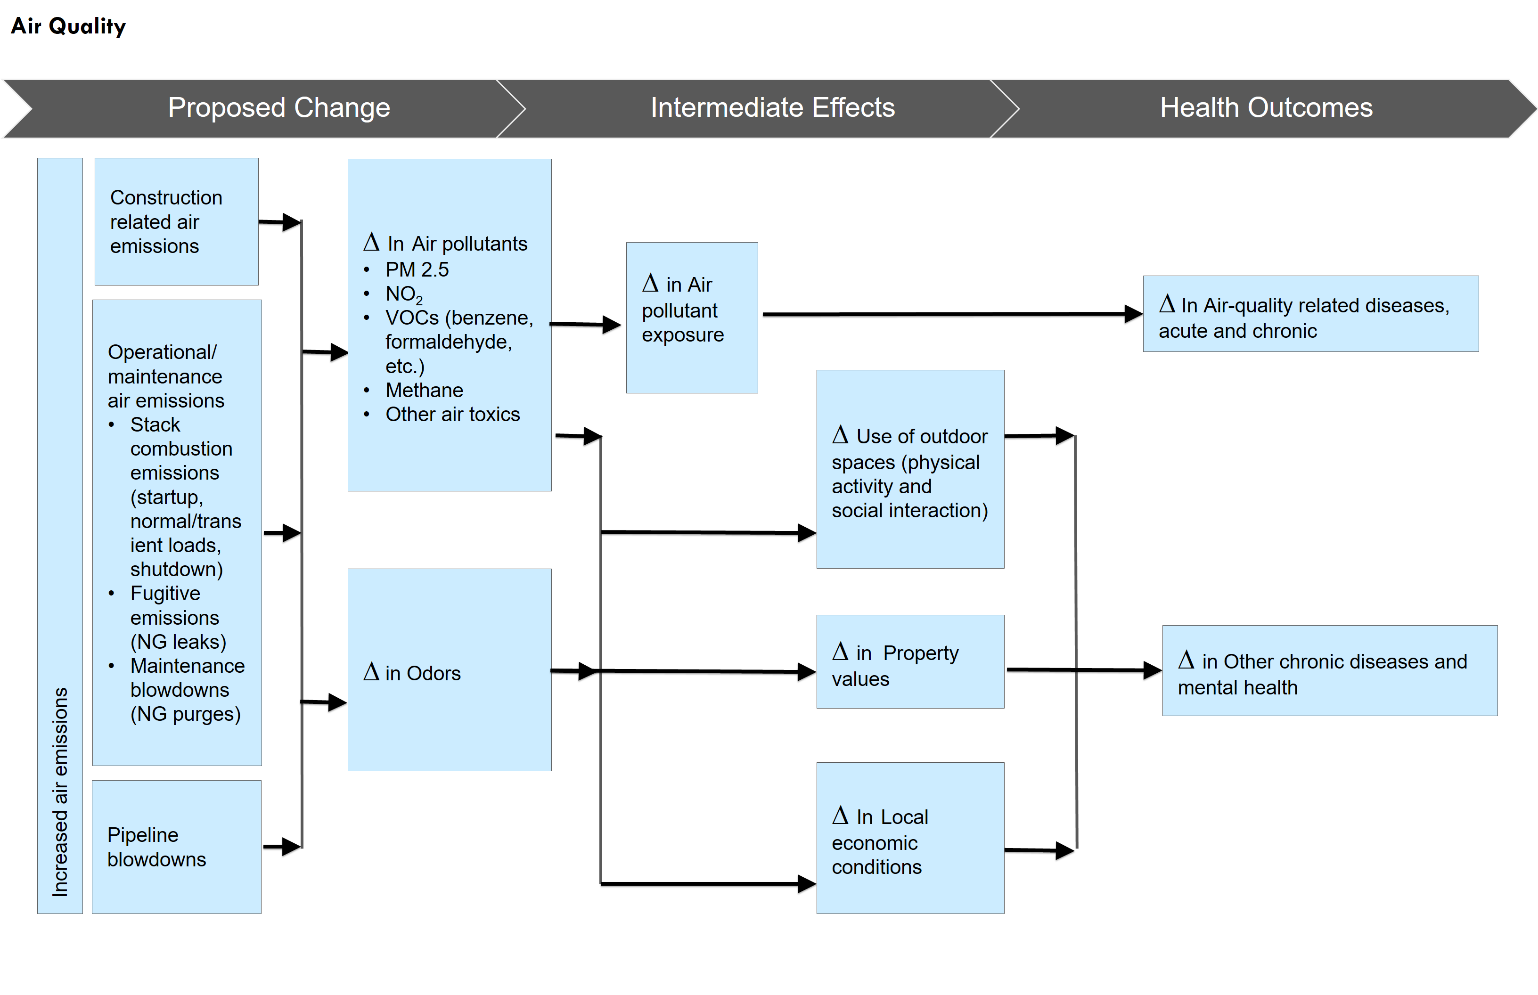 Air Quality
Proposed Change
Intermediate Effects
Health Outcomes
Increased air emissions
Construction
related air
emissions
Operational/
maintenance
air emissions
• Stack
combustion
emissions
(startup,
normal/trans
ient loads,
shutdown)
• Fugitive
emissions
(NG leaks)
• Maintenance
blowdowns
(NG purges)
Pipeline
blowdowns
Δ In Air pollutants
• PM 2.5
• NO₂
• VOCs (benzene,
formaldehyde,
etc.)
• Methane
• Other air toxics
Δ in Odors
Δ in Air
pollutant
exposure
Δ Use of outdoor
spaces (physical
activity and
social interaction)
Δ in Property
values
Δ In Local
economic
conditions
Δ In Air-quality related diseases,
acute and chronic
Δ in Other chronic diseases and
mental health